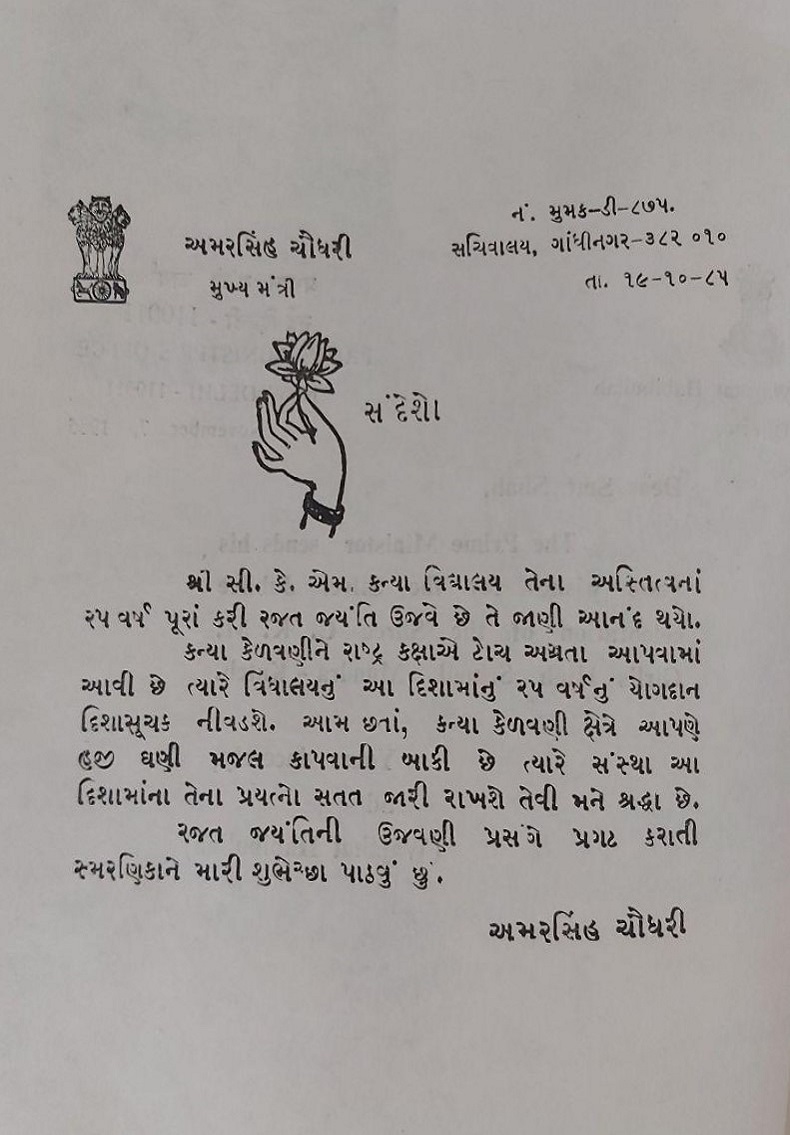 અમરસિંહ ચૌધરી
મુખ્ય મંત્રી
નં. મુમક-ડી-૮૭૫.
સચિવાલય, ગાંધીનગર-૩૮૨ ૦૧૦
તા. ૧૯-૧૦-૮૫
સંદેશો
શ્રી સી. કે. એમ. કન્યા વિદ્યાલય તેના અસ્તિત્વનાં
૨૫ વર્ષ પૂરાં કરી રજત જયંતિ ઉજવે છે તે જાણી આનંદ થયો.
કન્યા કેળવણીને રાષ્ટ્ર કક્ષાએ ટોચ અગ્રતા આપવામાં
આવી છે ત્યારે વિદ્યાલયનું આ દિશામાંનું ૨૫ વર્ષનું યોગદાન
દિશાસૂચક નીવડશે. આમ છતાં, કન્યા કેળવણી ક્ષેત્રે આપણે
હજી ઘણી મજલ કાપવાની બાકી છે ત્યારે સંસ્થા આ
દિશામાંના તેના પ્રયત્નો સતત જારી રાખશે તેવી મને શ્રદ્ધા છે.
રજત જયંતિની ઉજવણી પ્રસંગે પ્રગટ કરાતી
સ્મરણિકાને મારી શુભેચ્છા પાઠવું છું.
અમરસિંહ ચૌધરી